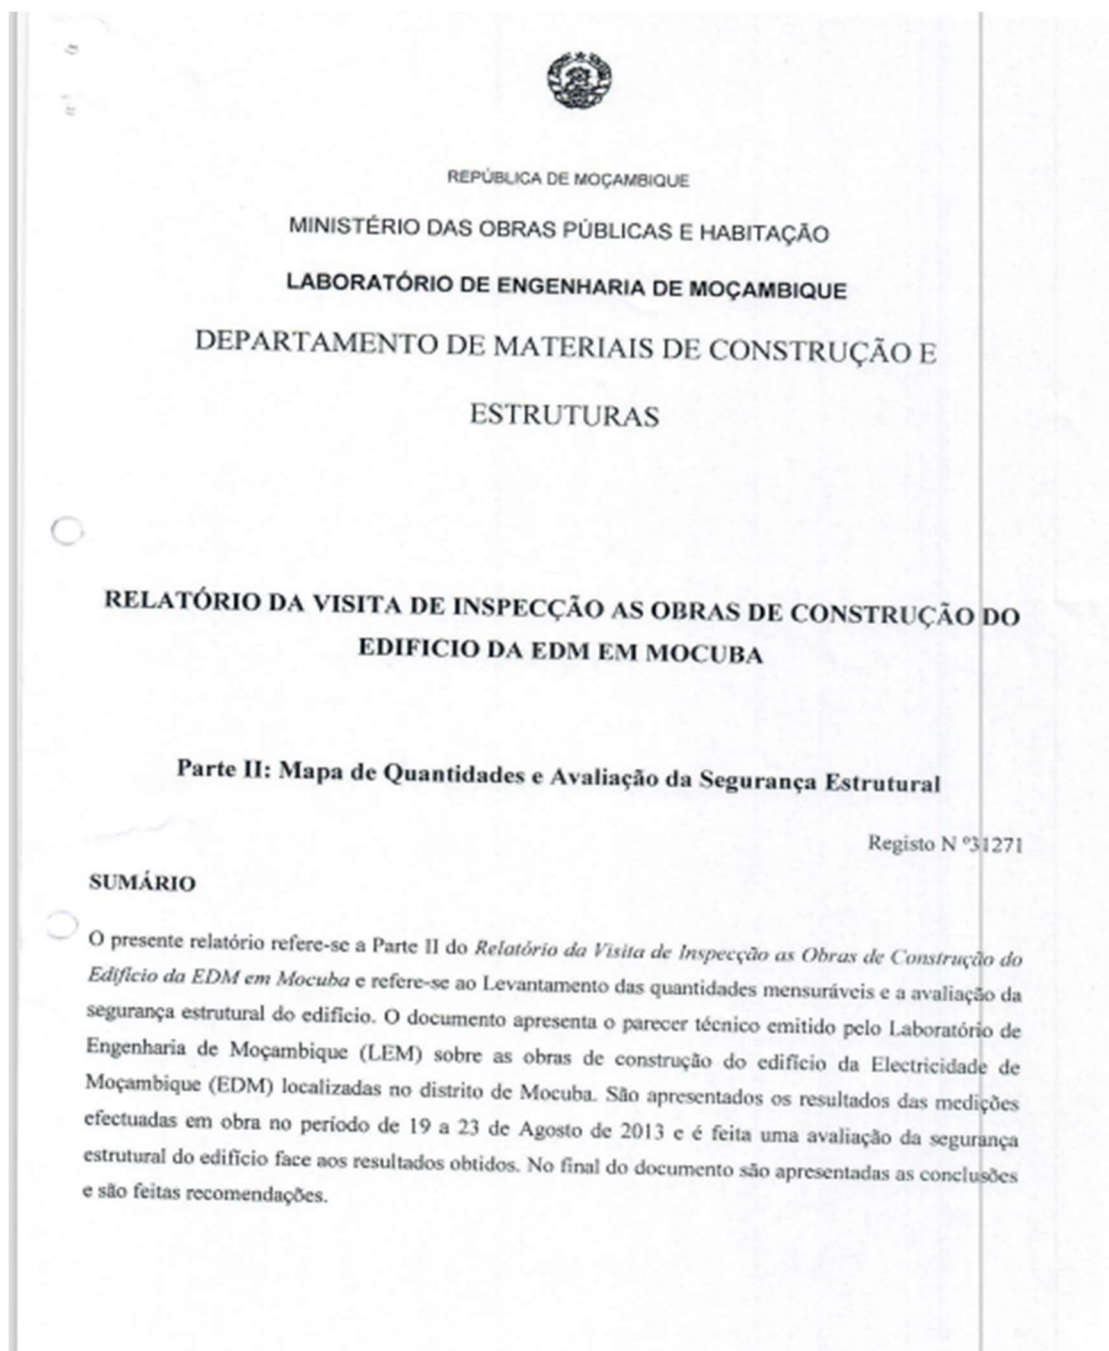 REPÚBLICA DE MOÇAMBIQUE
MINISTÉRIO DAS OBRAS PÚBLICAS E HABITAÇÃO
LABORATÓRIO DE ENGENHARIA DE MOÇAMBIQUE
DEPARTAMENTO DE MATERIAIS DE CONSTRUÇÃO E
ESTRUTURAS
RELATÓRIO DA VISITA DE INSPECÇÃO AS OBRAS DE CONSTRUÇÃO DO
EDIFICIO DA EDM EM MOCUBA
Parte II: Mapa de Quantidades e Avaliação da Segurança Estrutural
Registo N º31271
SUMÁRIO
O presente relatório refere-se a Parte II do Relatório da Visita de Inspecção as Obras de Construção do
Edifício da EDM em Mocuba e refere-se ao Levantamento das quantidades mensuráveis e a avaliação da
segurança estrutural do edifício. O documento apresenta o parecer técnico emitido pelo Laboratório de
Engenharia de Moçambique (LEM) sobre as obras de construção do edifício da Electricidade de
Moçambique (EDM) localizadas no distrito de Mocuba. São apresentados os resultados das medições
efectuadas em obra no período de 19 a 23 de Agosto de 2013 e é feita uma avaliação da segurança
estrutural do edifício face aos resultados obtidos. No final do documento são apresentadas as conclusões
e são feitas recomendações.